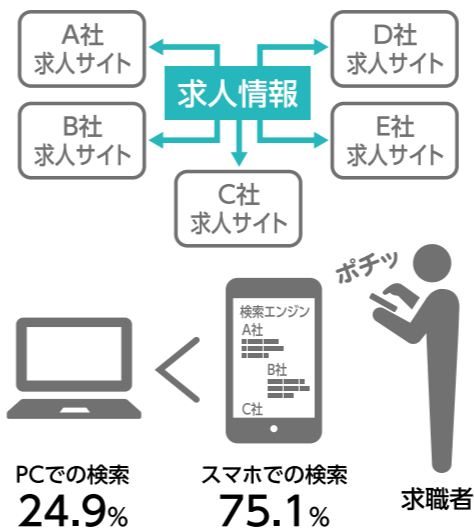 A社
求人サイト
D社
求人サイト
求人情報
B社
求人サイト
E社
求人サイト
C社
求人サイト
ポチッ
検索エンジン
A社
B社
C社
PCでの検索
24.9%
スマホでの検索
75.1%
求職者